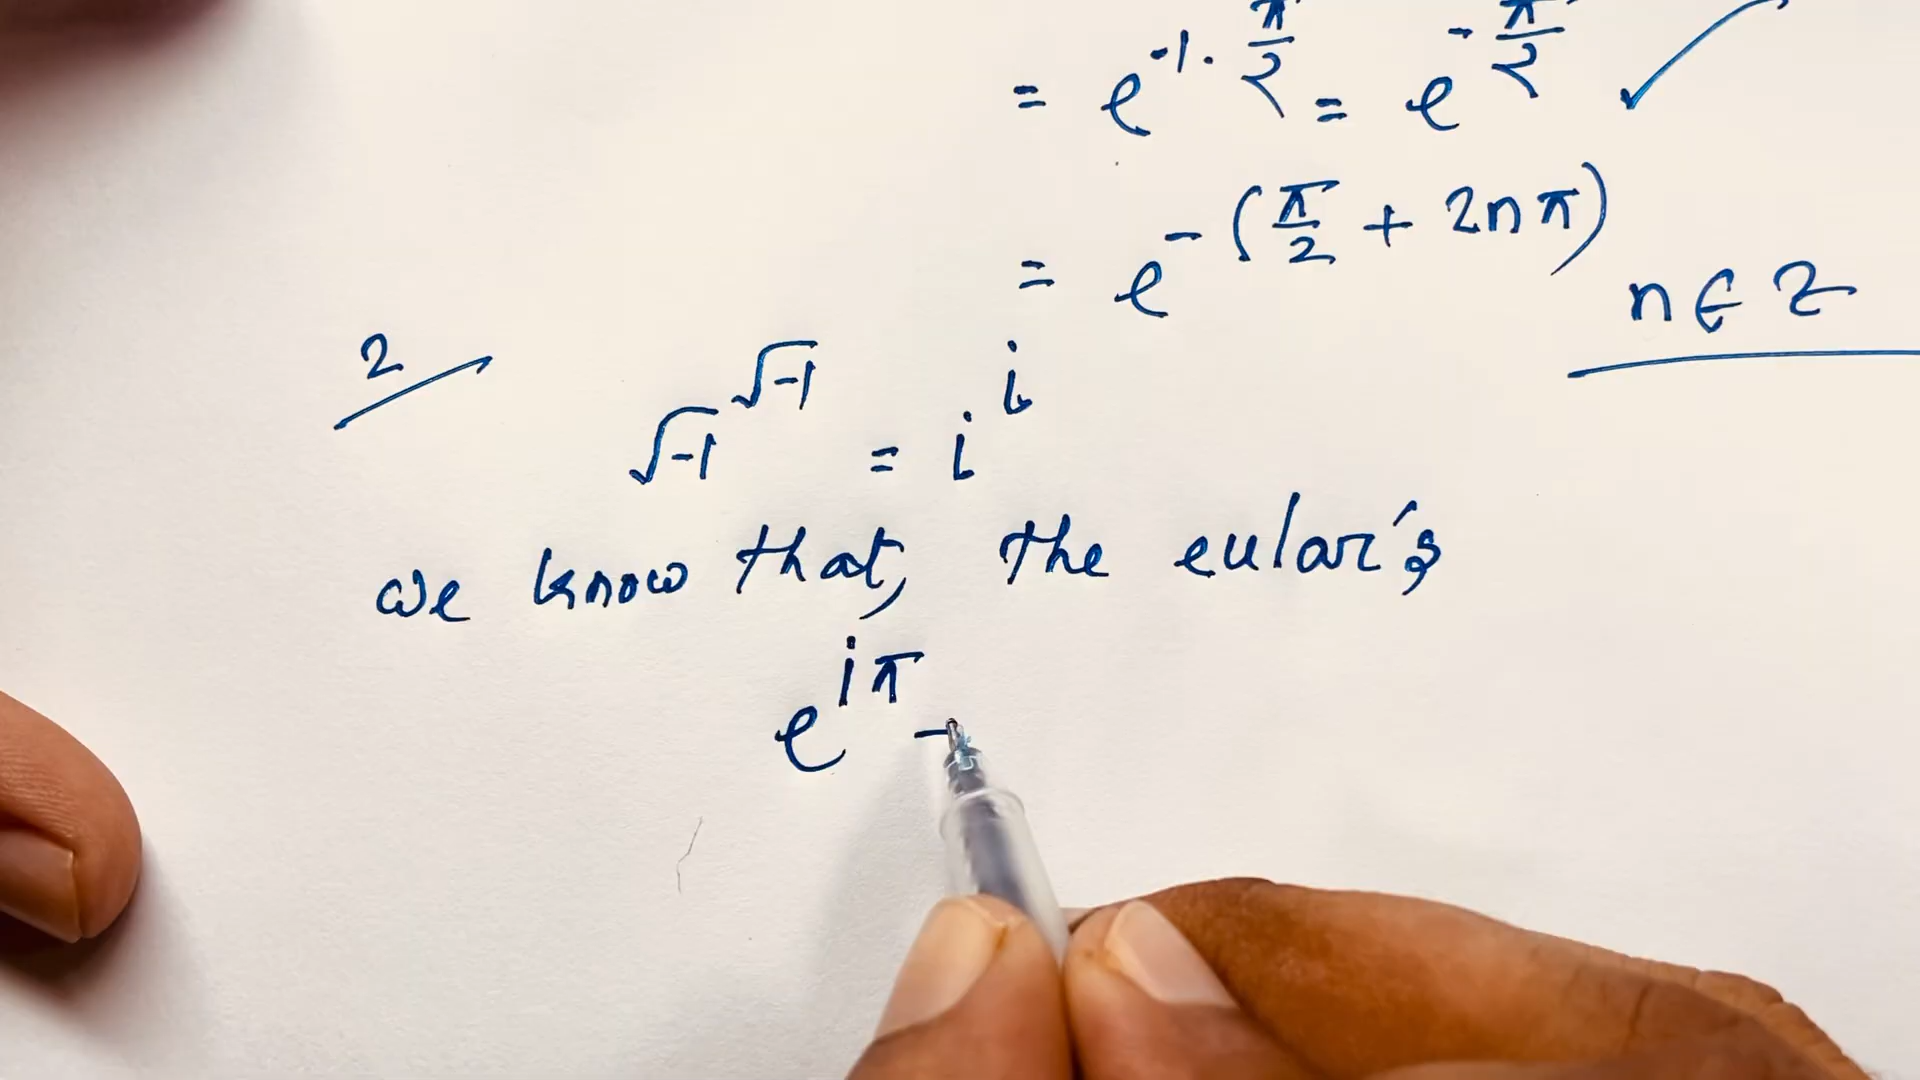 = e^{-1·π/2} = e^{-π/2} ✓
= e^{-(π/2 + 2nπ)} n∈Z
2
√-1^{√-1} = i^i
we know that, the eular's
e^{iπ} -